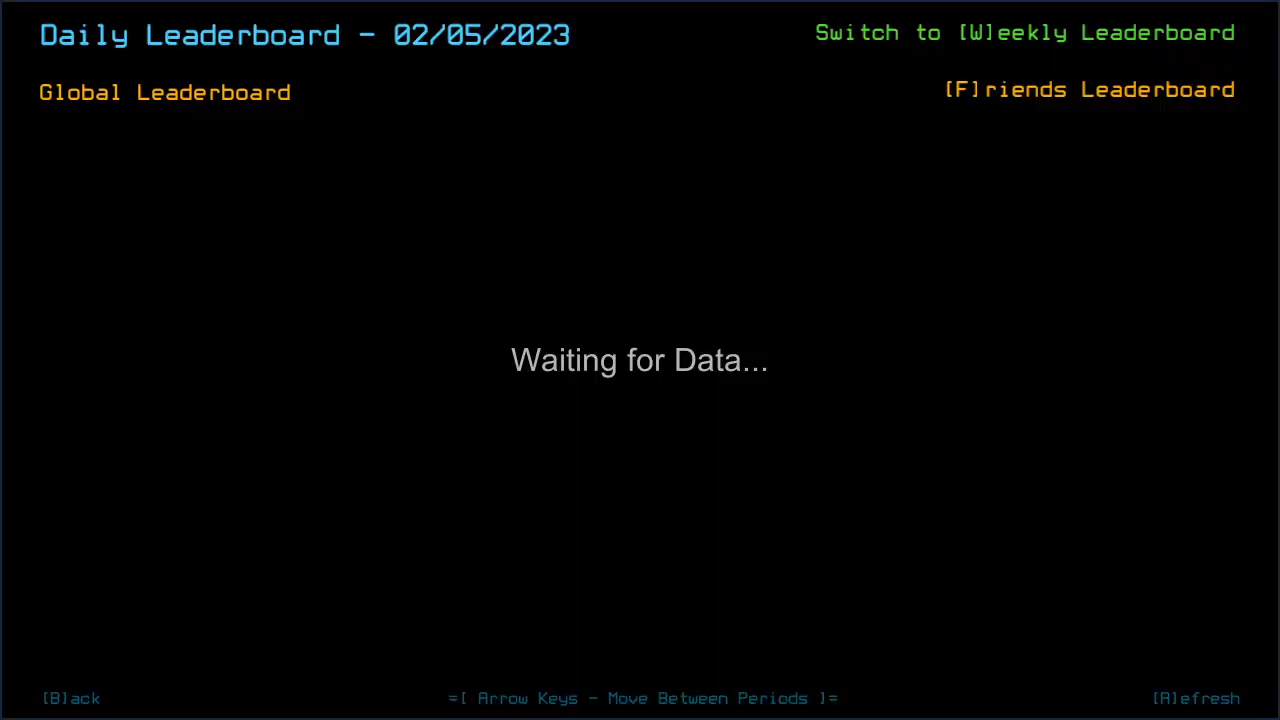 Daily Leaderboard - 02/05/2023
Switch to [W]eekly Leaderboard
Global Leaderboard
[F]riends Leaderboard
Waiting for Data...
[B]ack
=[ Arrow Keys - Move Between Periods ]=
[R]efresh